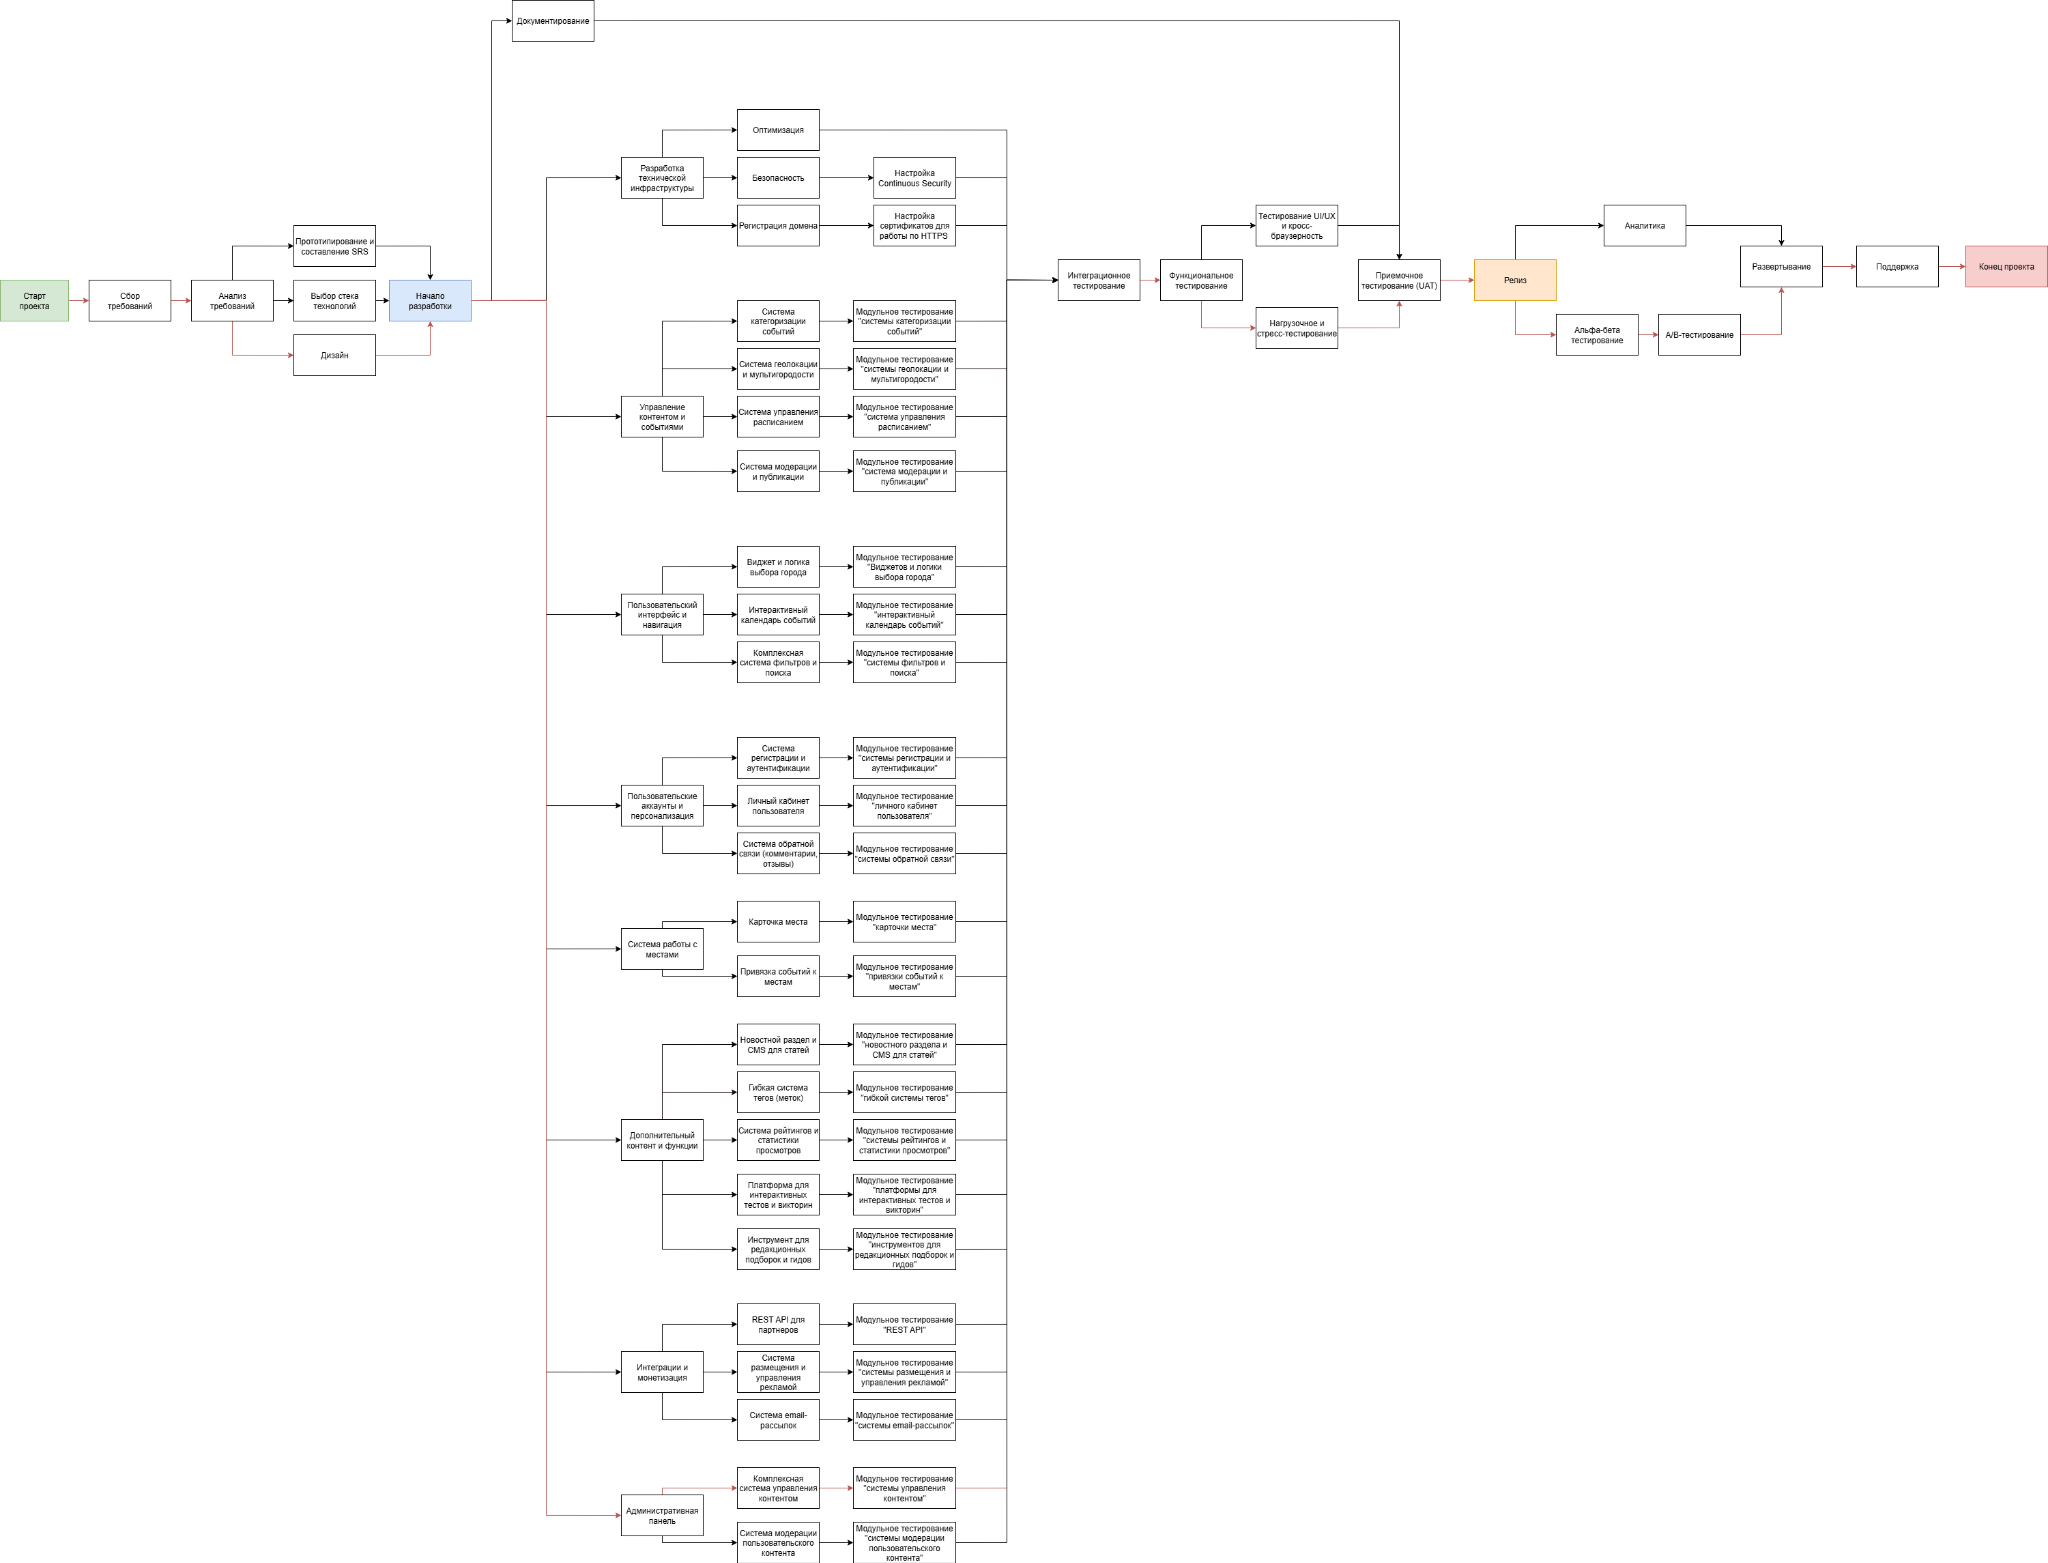 Документирование
Оптимизация
Разработка
технической
инфраструктуры
Безопасность
Настройка
Continuous Security
Регистрация домена
Настройка
сертификатов для
работы по HTTPS
Прототипирование и
составление SRS
Старт
проекта
Сбор
требований
Анализ
требований
Выбор стека
технологий
Начало
разработки
Дизайн
Интеграционное
тестирование
Функциональное
тестирование
Тестирование UI/UX
и кросс-
браузерность
Нагрузочное и
стресс-тестирование
Приемочное
тестирование (UAT)
Релиз
Аналитика
Альфа-бета
тестирование
A/B-тестирование
Развертывание
Поддержка
Конец проекта
Управление
контентом и
событиями
Система
категоризации
событий
Модульное тестирование
"системы категоризации
событий"
Система геолокации
и мультигородости
Модульное тестирование
"системы геолокации и
мультигородости"
Система управления
расписанием
Модульное тестирование
"система управления
расписанием"
Система модерации
и публикации
Модульное тестирование
"система модерации и
публикации"
Пользовательский
интерфейс и
навигация
Виджет и логика
выбора города
Модульное тестирование
"Виджетов и логики
выбора города"
Интерактивный
календарь событий
Модульное тестирование
"интерактивный
календарь событий"
Комплексная
система фильтров и
поиска
Модульное тестирование
"системы фильтров и
поиска"
Пользовательские
аккаунты и
персонализация
Система
регистрации и
аутентификации
Модульное тестирование
"системы регистрации и
аутентификации"
Личный кабинет
пользователя
Модульное тестирование
"личного кабинет
пользователя"
Система обратной
связи (комментарии,
отзывы)
Модульное тестирование
"системы обратной связи"
Система работы с
местами
Карточка места
Модульное тестирование
"карточки места"
Привязка событий к
местам
Модульное тестирование
"привязки событий к
местам"
Дополнительный
контент и функции
Новостной раздел и
CMS для статей
Модульное тестирование
"новостного раздела и
CMS для статей"
Гибкая система
тегов (меток)
Модульное тестирование
"гибкой системы тегов"
Система рейтингов и
статистики
просмотров
Модульное тестирование
"системы рейтингов и
статистики просмотров"
Платформа для
интерактивных
тестов и викторин
Модульное тестирование
"платформы для
интерактивных тестов и
викторин"
Инструмент для
редакционных
подборок и гидов
Модульное тестирование
"инструментов для
редакционных подборок и
гидов"
Интеграции и
монетизация
REST API для
партнеров
Модульное тестирование
"REST API"
Система
размещения и
управления
рекламой
Модульное тестирование
"системы размещения и
управления рекламой"
Система email-
рассылок
Модульное тестирование
"системы email-рассылок"
Административная
панель
Комплексная
система управления
контентом
Модульное тестирование
"системы управления
контентом"
Система модерации
пользовательского
контента
Модульное тестирование
"системы модерации
пользовательского
контента"